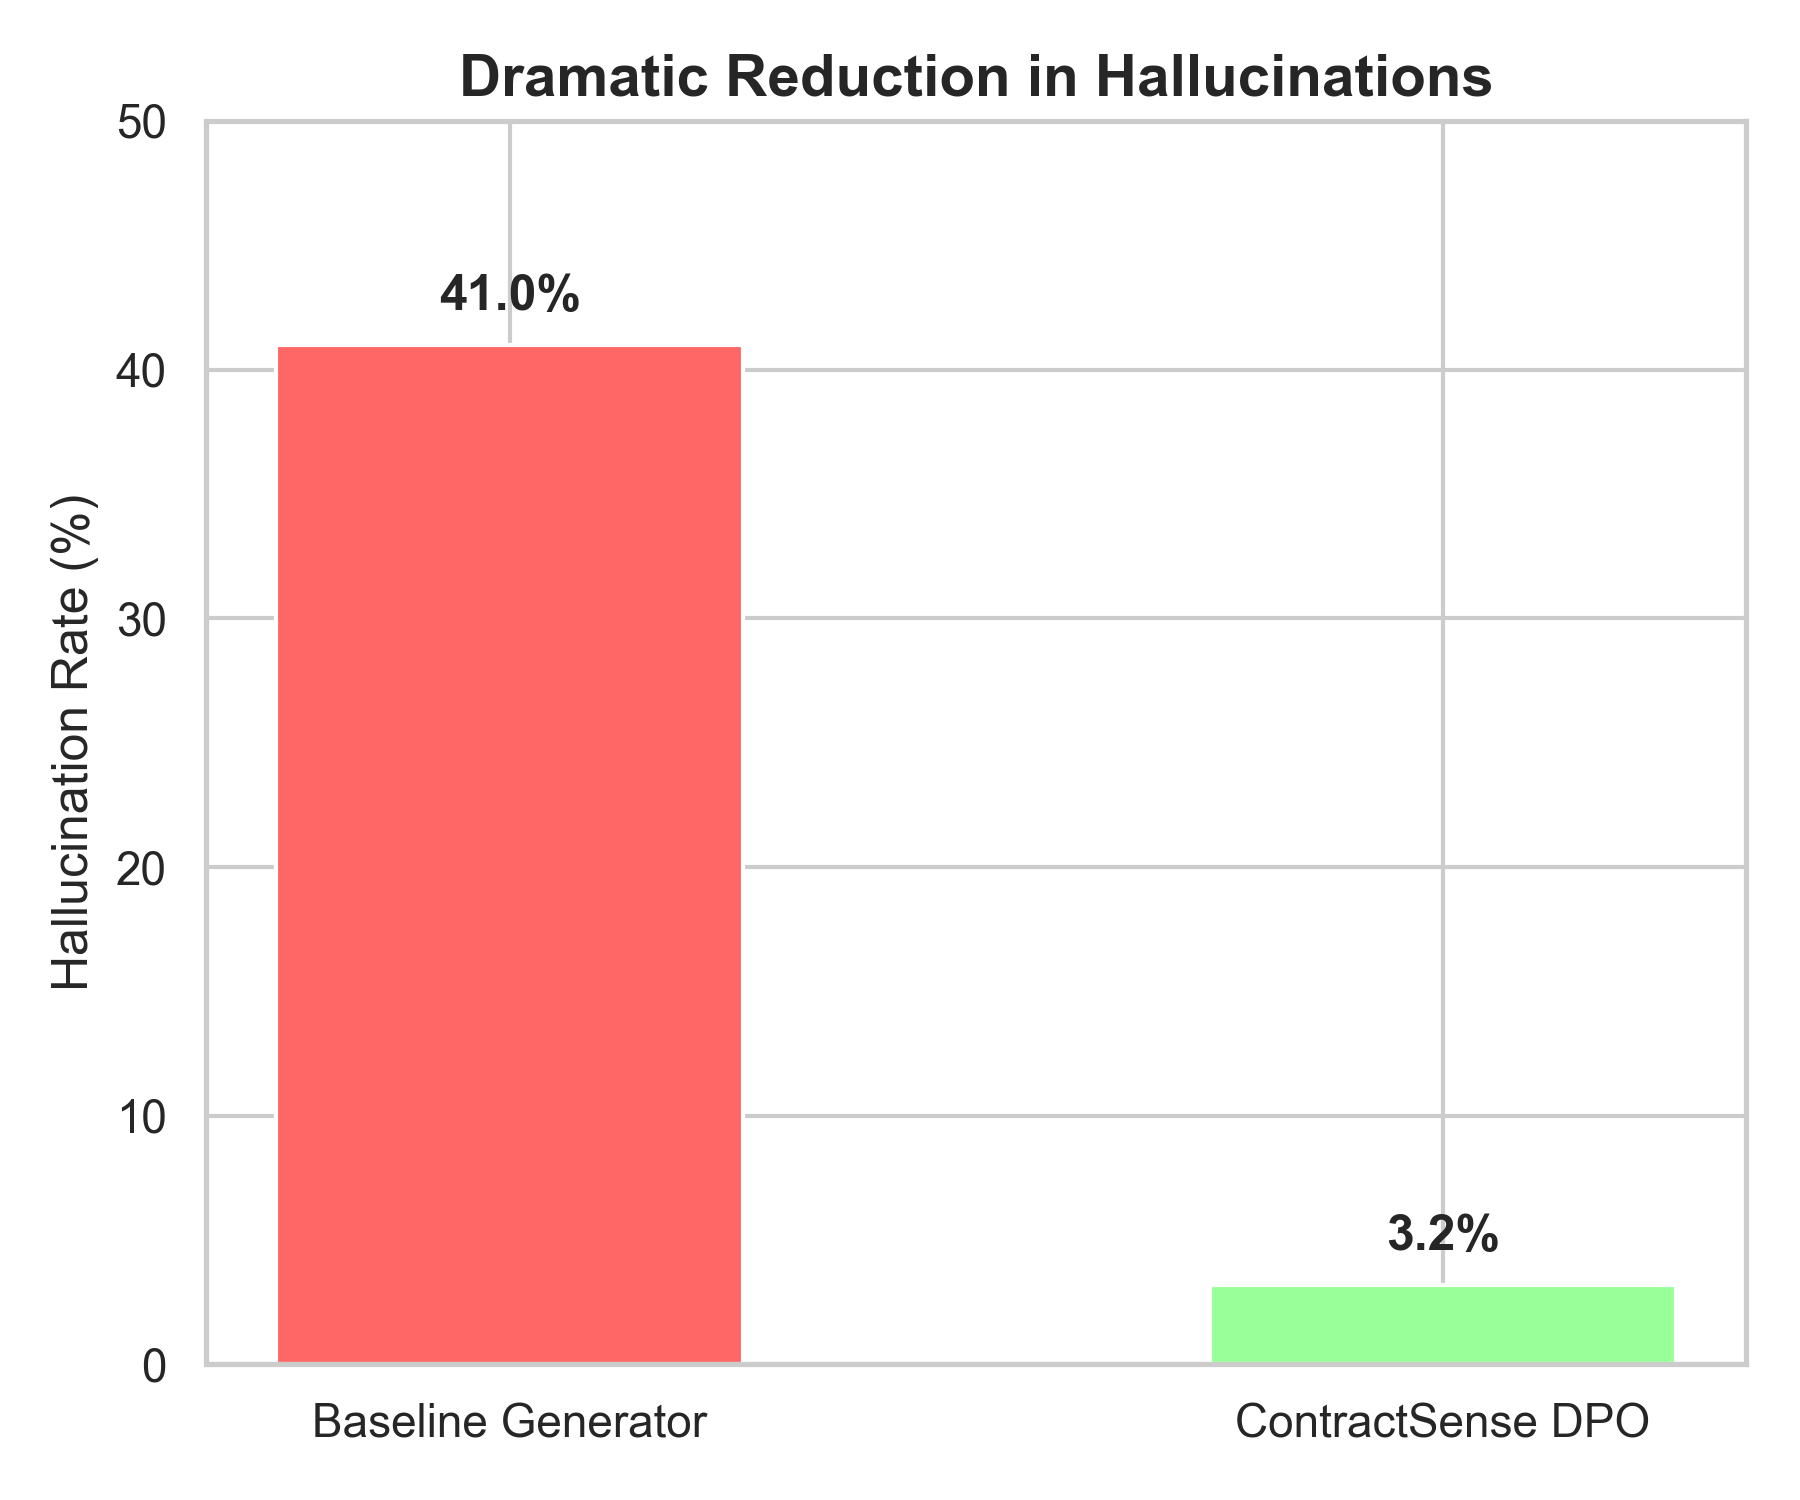 Dramatic Reduction in Hallucinations
Hallucination Rate (%)
50
40
30
20
10
0
41.0%
3.2%
Baseline Generator
ContractSense DPO